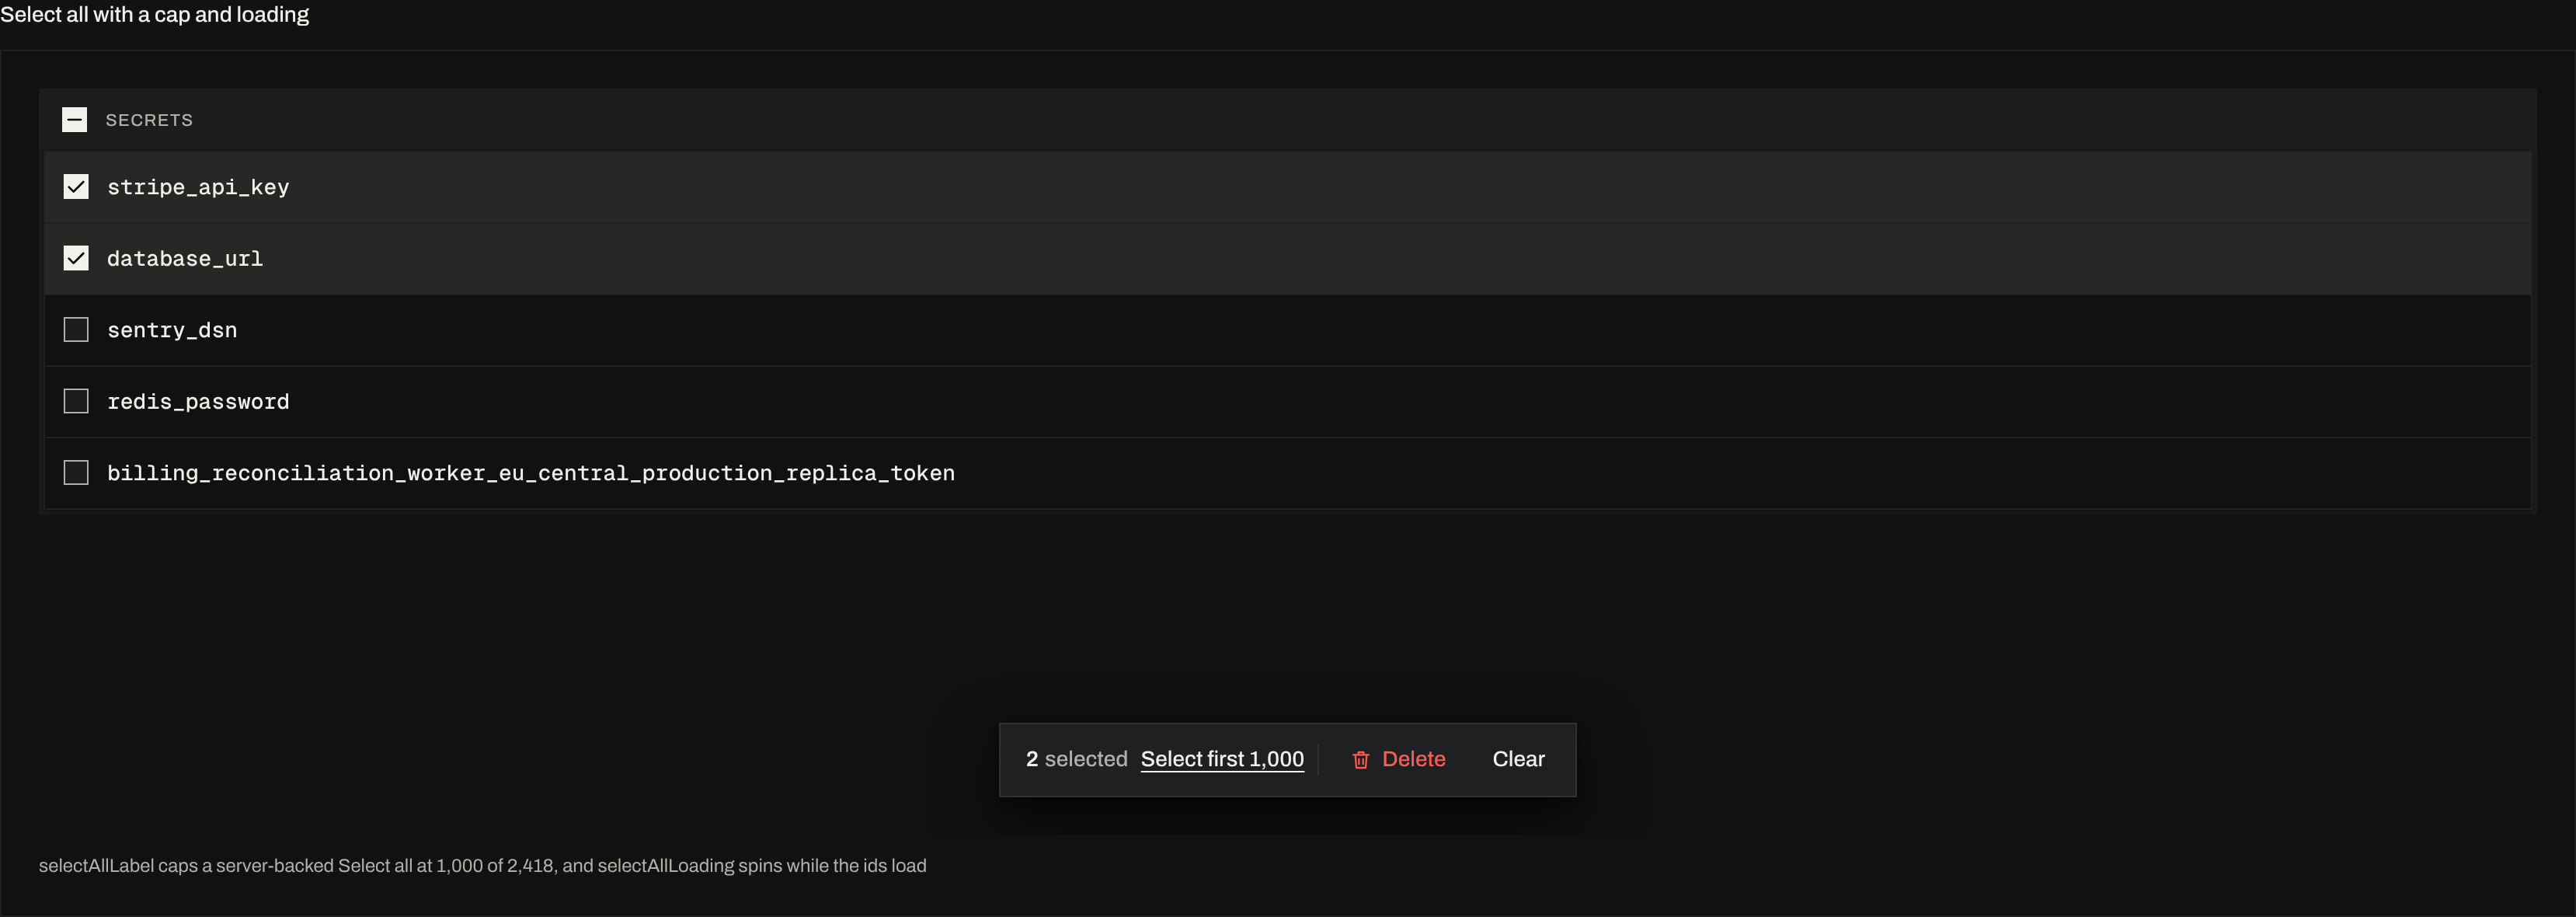 Select all with a cap and loading
SECRETS
stripe_api_key
database_url
sentry_dsn
redis_password
billing_reconciliation_worker_eu_central_production_replica_token
2 selected Select first 1,000 Delete Clear
selectAllLabel caps a server-backed Select all at 1,000 of 2,418, and selectAllLoading spins while the ids load